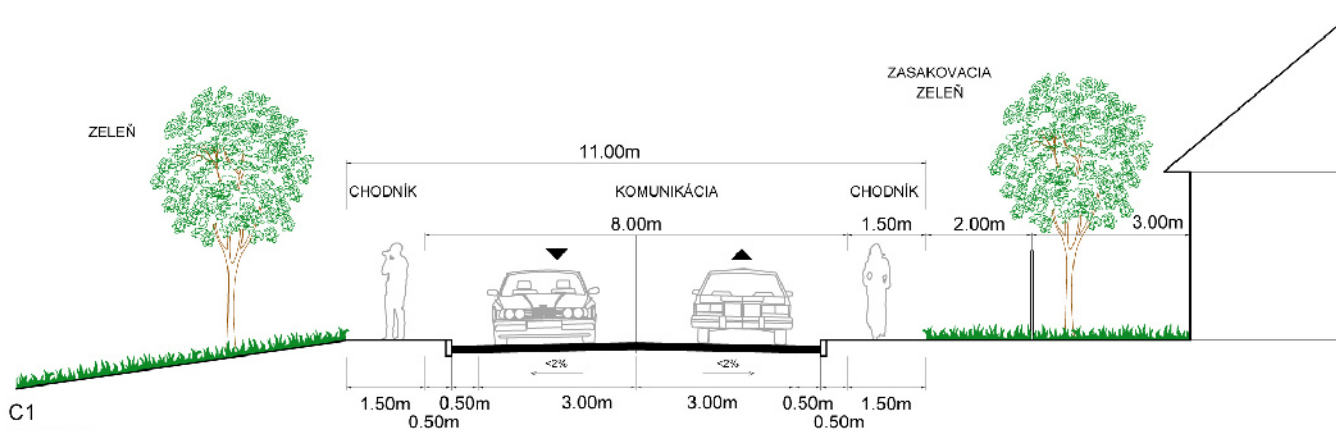 ZASAKOVACIA
ZELEŇ
ZELEŇ
11.00m
CHODNÍK KOMUNIKÁCIA CHODNÍK
8.00m 1.50m 2.00m 3.00m
<2% <2%
1.50m 0.50m 3.00m 3.00m 0.50m 1.50m
0.50m 0.50m
C1